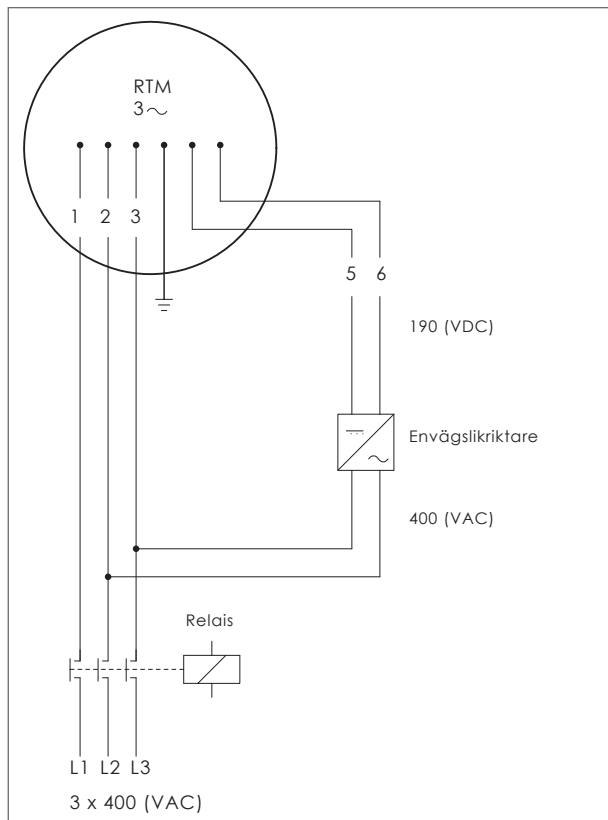 RTM
3~
1 2 3
5 6
190 (VDC)
Envägslikriktare
400 (VAC)
Relais
L1 L2 L3
3 x 400 (VAC)